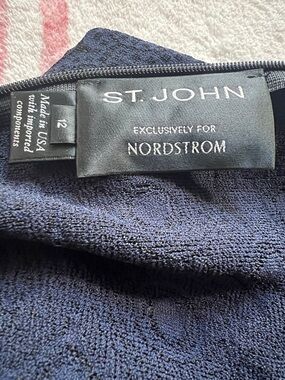 ST. JOHN
EXCLUSIVELY FOR
NORDSTROM
12
Made in USA
with imported
components